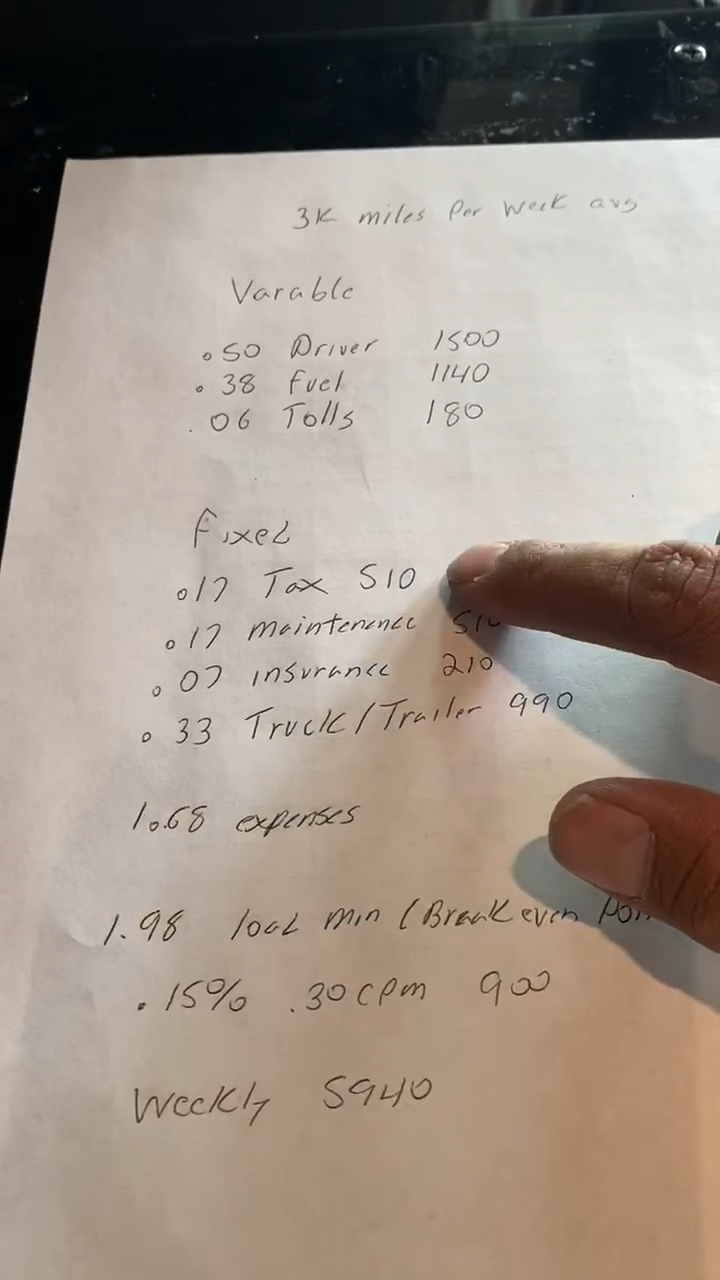 3K miles Per Week avg
Varable
.50 Driver 1500
.38 Fuel 1140
.06 Tolls 180
Fixed
.17 Tax 510
.17 maintenence
.07 insurance 210
.33 Truck/Trailer 990
1.68 expenses
1.98 load min (Break even
.15% .30 cpm 900
Weekly 5940